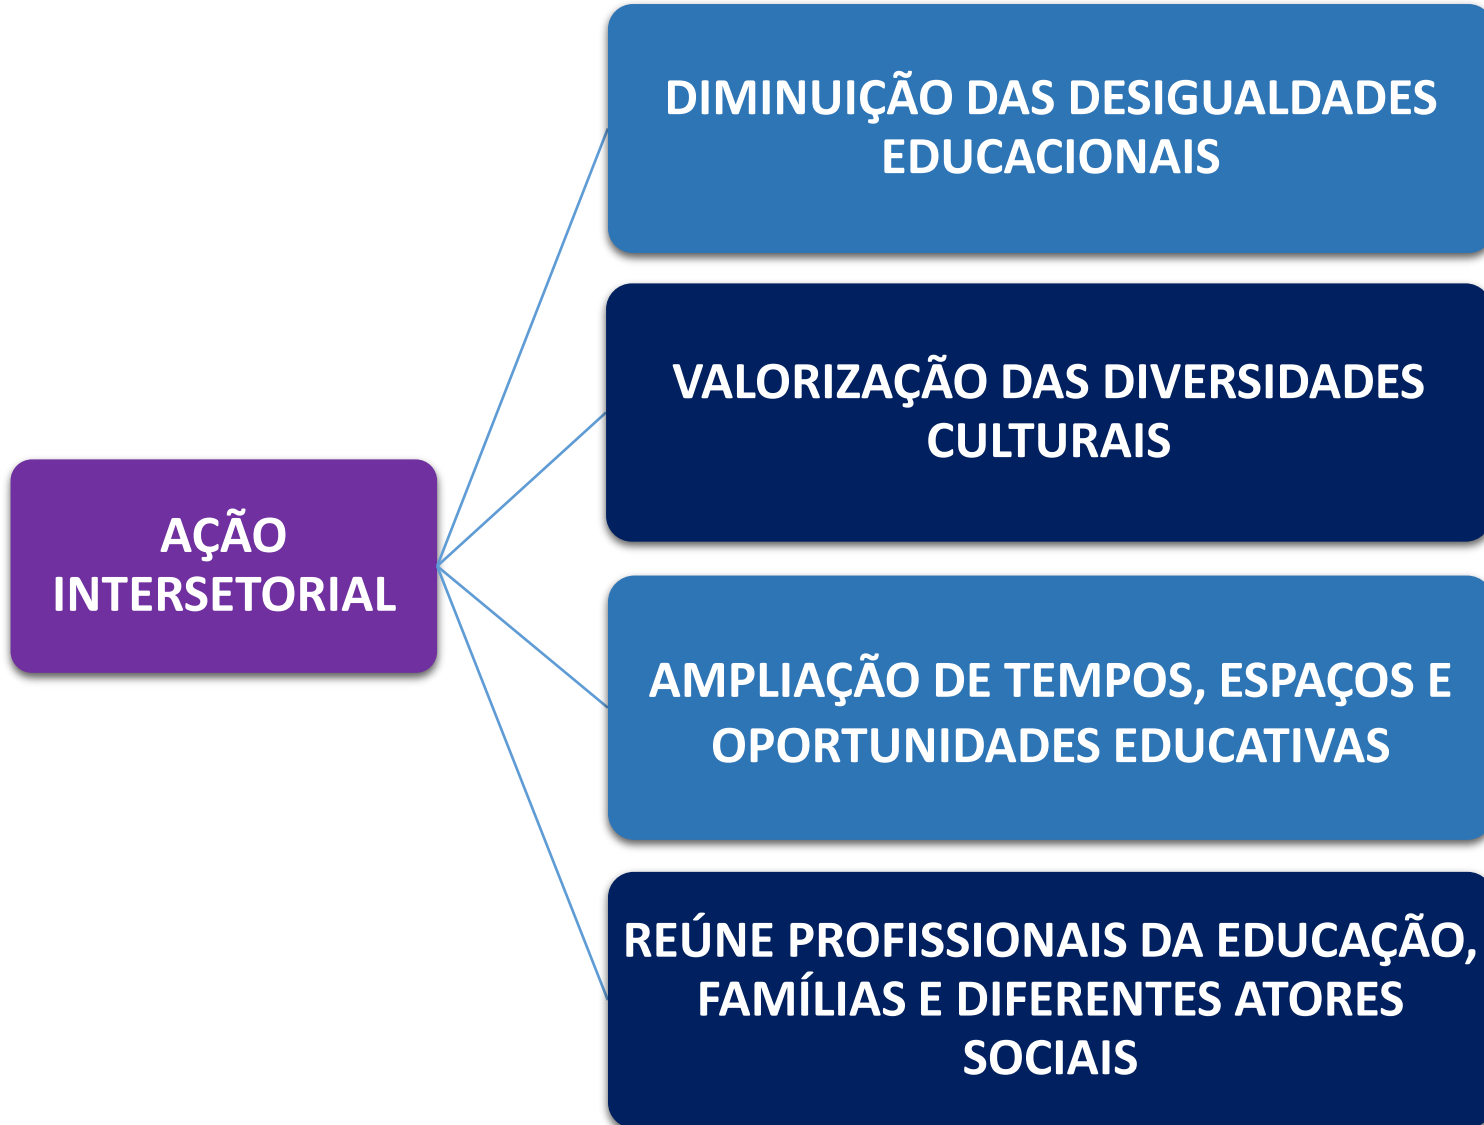 DIMINUIÇÃO DAS DESIGUALDADES
EDUCACIONAIS
VALORIZAÇÃO DAS DIVERSIDADES
CULTURAIS
AÇÃO
INTERSETORIAL
AMPLIAÇÃO DE TEMPOS, ESPAÇOS E
OPORTUNIDADES EDUCATIVAS
REÚNE PROFISSIONAIS DA EDUCAÇÃO,
FAMÍLIAS E DIFERENTES ATORES
SOCIAIS